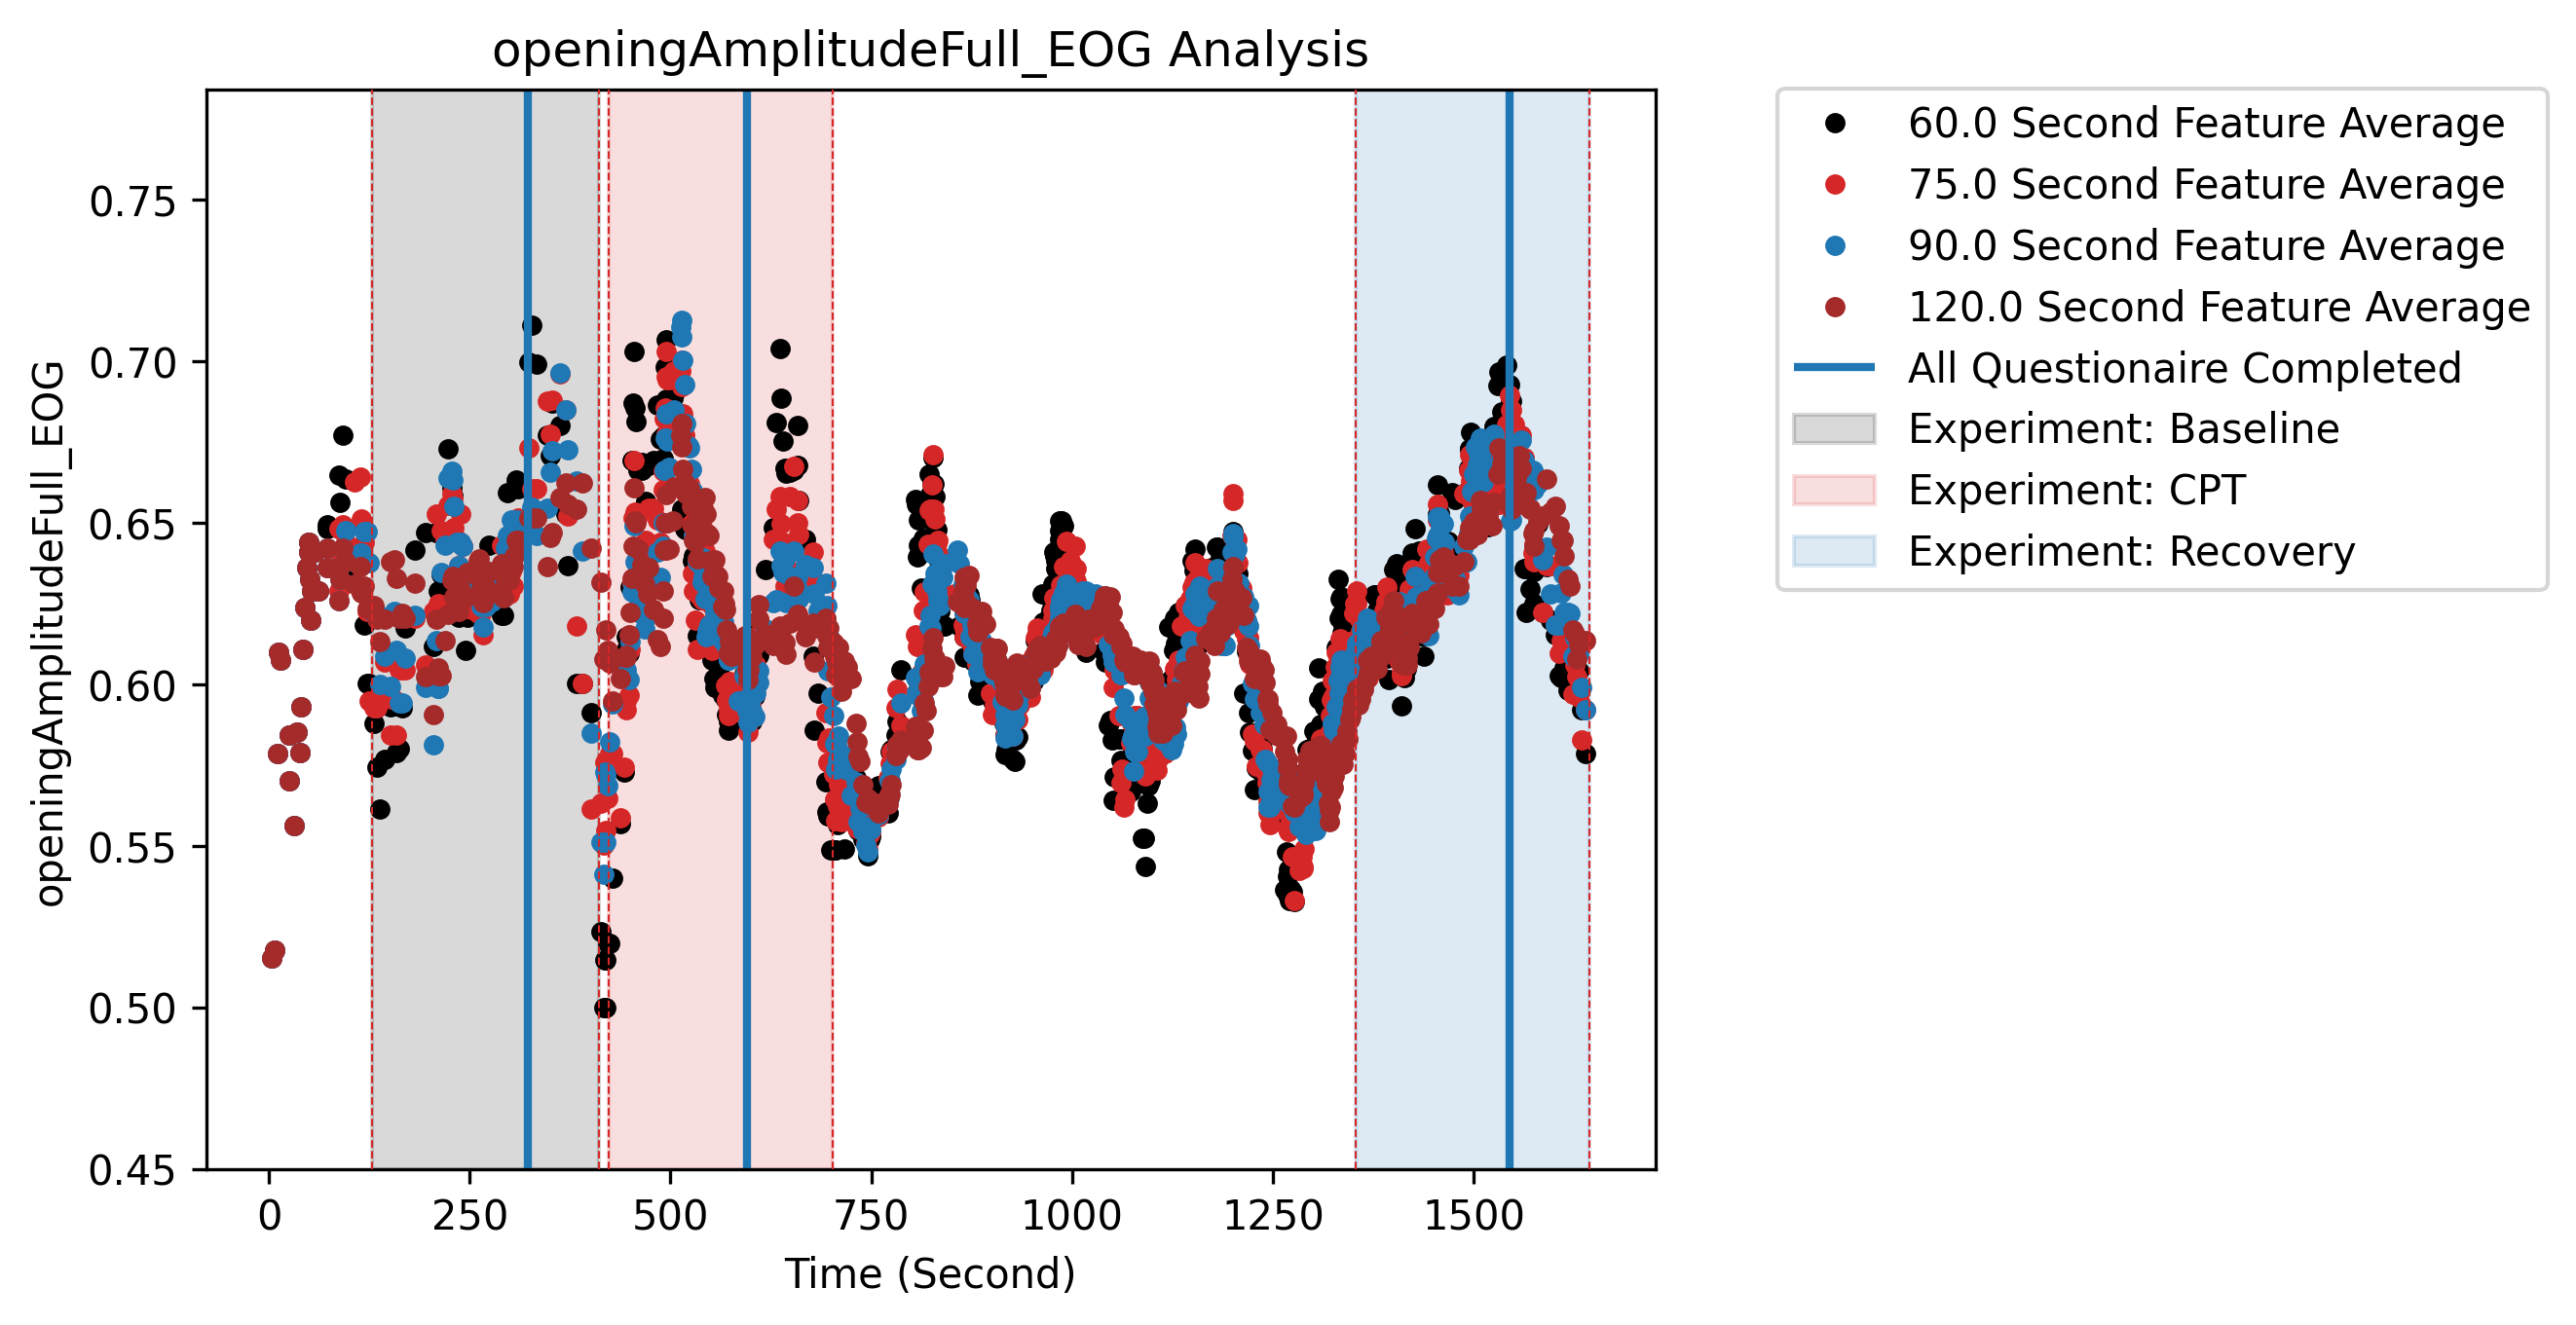 openingAmplitudeFull_EOG Analysis
openingAmplitudeFull_EOG
0.75
0.70
0.65
0.60
0.55
0.50
0.45
0
250
500
750
1000
1250
1500
Time (Second)
60.0 Second Feature Average
75.0 Second Feature Average
90.0 Second Feature Average
120.0 Second Feature Average
All Questionaire Completed
Experiment: Baseline
Experiment: CPT
Experiment: Recovery